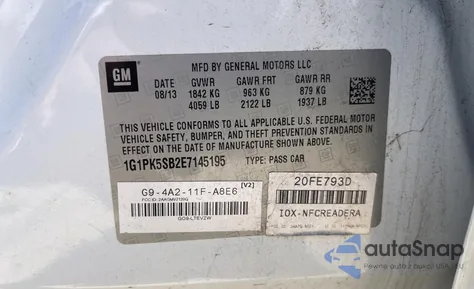 GM
MFD BY GENERAL MOTORS LLC
DATE GVWR GAWR FRT GAWR RR
08/13 1842 KG 963 KG 879 KG
4059 LB 2122 LB 1937 LB
THIS VEHICLE CONFORMS TO ALL APPLICABLE U.S. FEDERAL MOTOR
VEHICLE SAFETY, BUMPER, AND THEFT PREVENTION STANDARDS IN
EFFECT ON THE DATE OF MANUFACTURE SHOWN ABOVE.
1G1PK5SB2E7145195 TYPE: PASS CAR
[V2]
G9-4A2-11F-A8E6
20FE793D
IOX-NFCREADERA
autoSnap